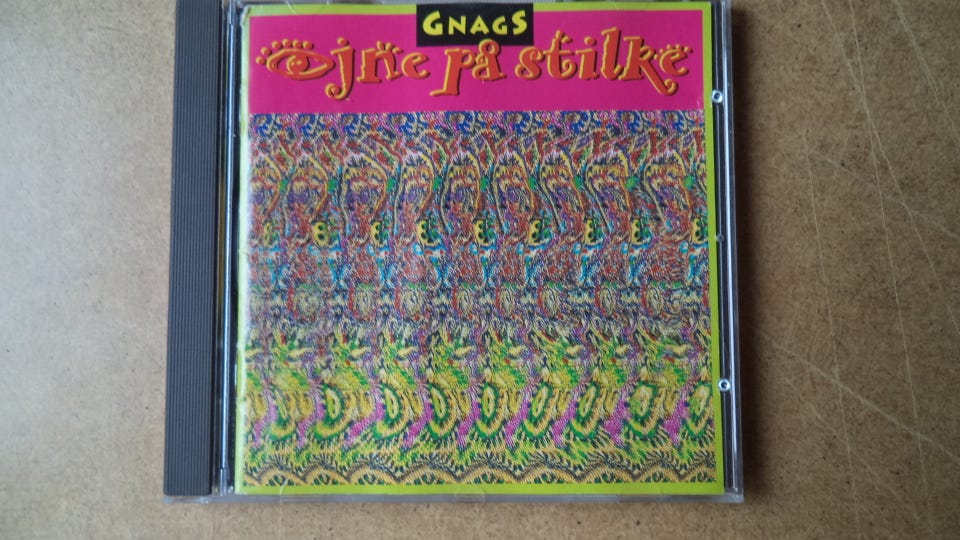 GNAGS
Øjne på stilke